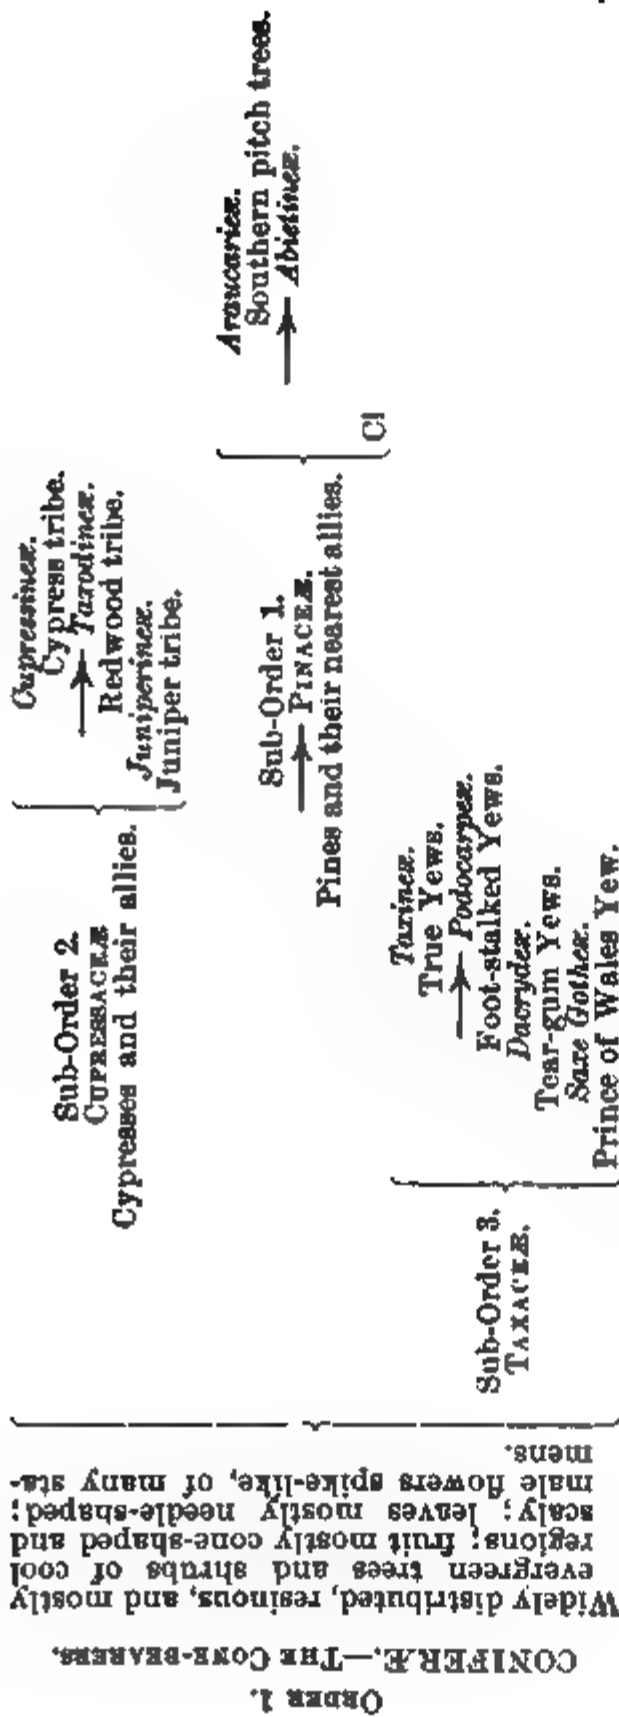 ORDER 1.
CONIFERÆ.—THE CONE-BEARERS.
Widely distributed, resinous, and mostly
evergreen trees and shrubs of cool
regions; fruit mostly cone-shaped and
scaly; leaves mostly needle-shaped;
male flowers spike-like, of many sta-
mens.
Sub-Order 2.
CUPRESSACEÆ
Cypresses and their allies.
Cupressineæ.
Cypress tribe.
Taxodineæ.
Redwood tribe.
Juniperineæ.
Juniper tribe.
Sub-Order 1.
PINACEÆ.
Pines and their nearest allies.
Araucarieæ.
Southern pitch trees.
Abietineæ.
Cl
Sub-Order 3.
TAXACEÆ.
Taxineæ.
True Yews.
Podocarpeæ.
Foot-stalked Yews.
Dacrydeæ.
Tear-gum Yews.
Saxe Gotheæ.
Prince of Wales Yew.